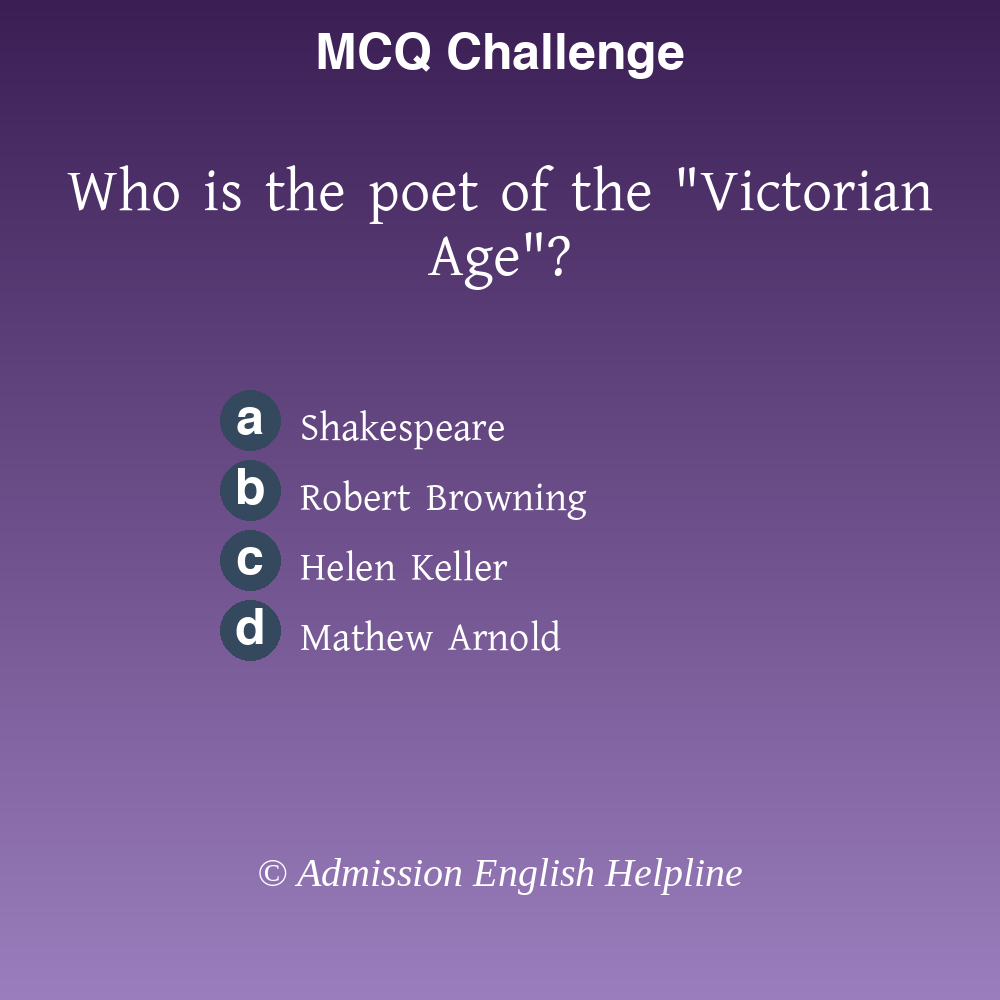 MCQ Challenge
Who is the poet of the "Victorian
Age"?
a Shakespeare
b Robert Browning
c Helen Keller
d Mathew Arnold
© Admission English Helpline